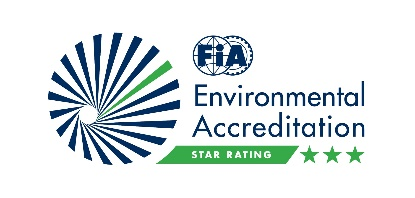 FiA
Environmental
Accreditation
STAR RATING